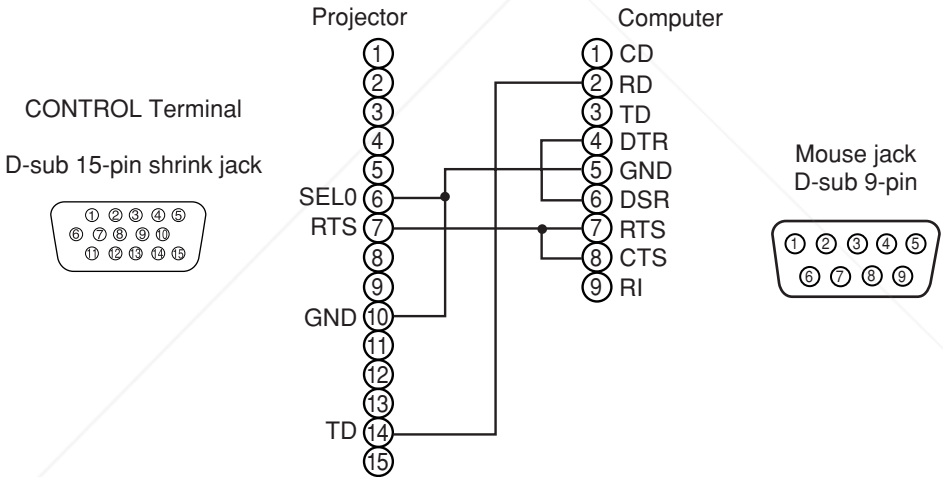 Projector
Computer
CONTROL Terminal
D-sub 15-pin shrink jack
1 2 3 4 5
6 7 8 9 10
11 12 13 14 15
1
2
3
4
5
SEL0 6
RTS 7
8
9
GND 10
11
12
13
TD 14
15
1 CD
2 RD
3 TD
4 DTR
5 GND
6 DSR
7 RTS
8 CTS
9 RI
Mouse jack
D-sub 9-pin
1 2 3 4 5
6 7 8 9